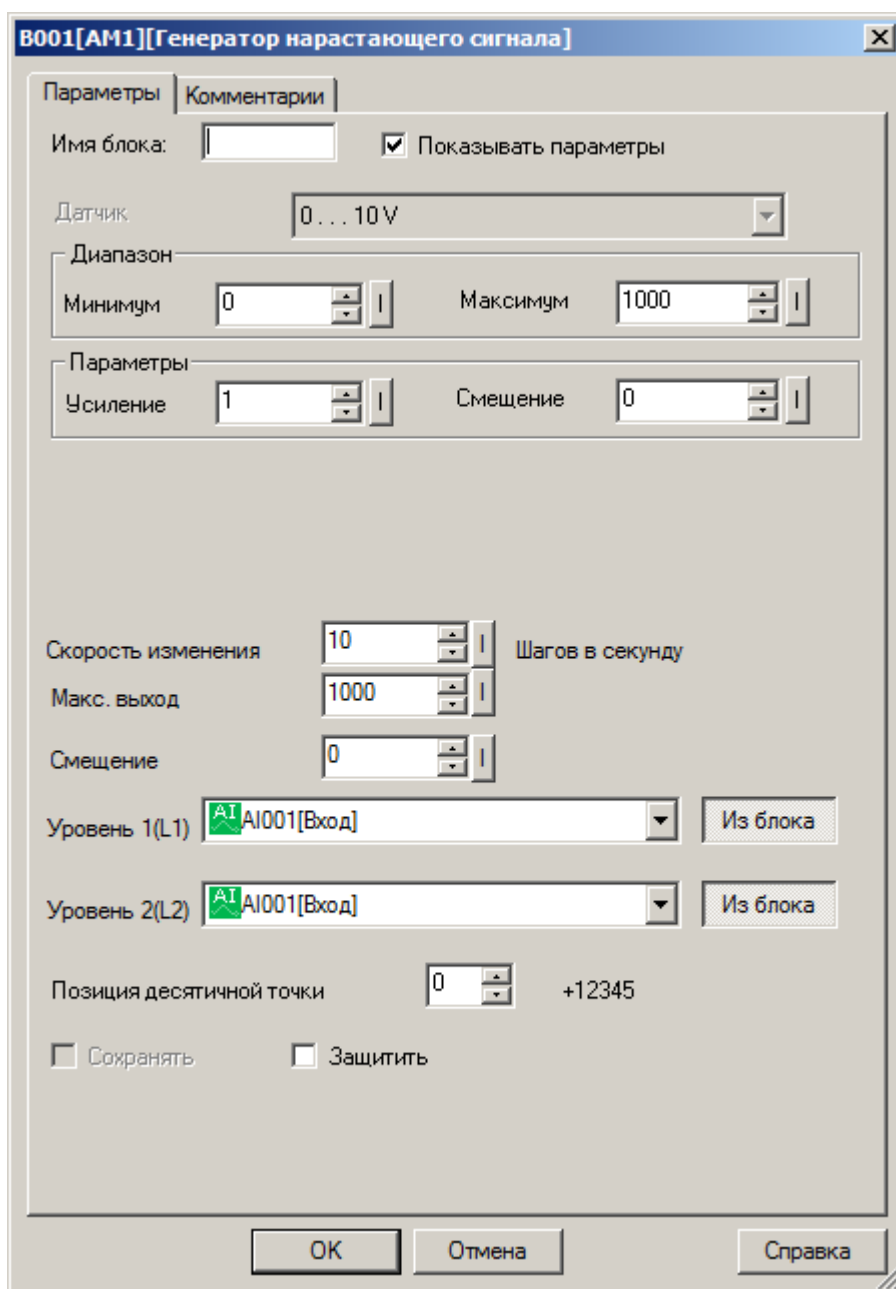 B001[AM1][Генератор нарастающего сигнала]
Параметры Комментарии
Имя блока: Показывать параметры
Датчик 0 . . . 10 V
Диапазон
Минимум 0 I Максимум 1000 I
Параметры
Усиление 1 I Смещение 0 I
Скорость изменения 10 I Шагов в секунду
Макс. выход 1000 I
Смещение 0 I
Уровень 1(L1) AI AI001[Вход] Из блока
Уровень 2(L2) AI AI001[Вход] Из блока
Позиция десятичной точки 0 +12345
Сохранять Защитить
OK Отмена Справка